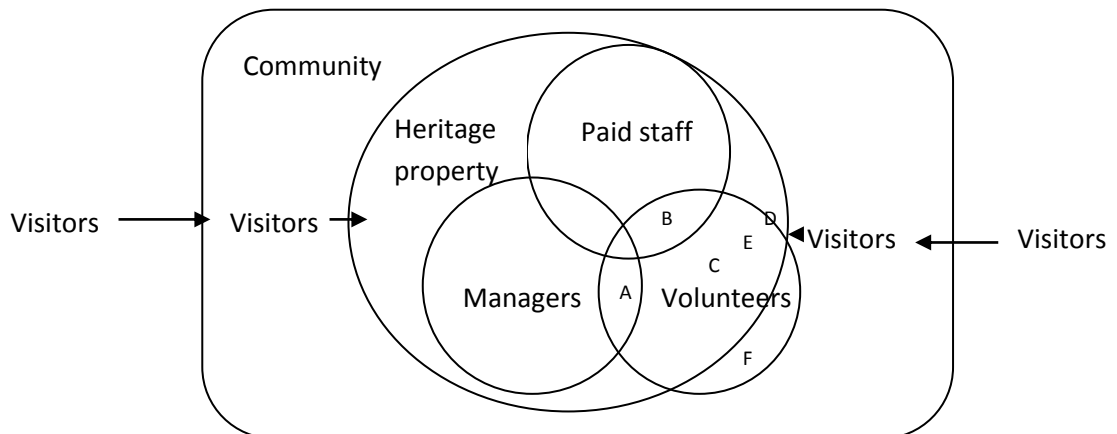 Community
Heritage
property
Paid staff
B
D
Visitors
Visitors
E
Visitors
Visitors
C
Managers
A
Volunteers
F